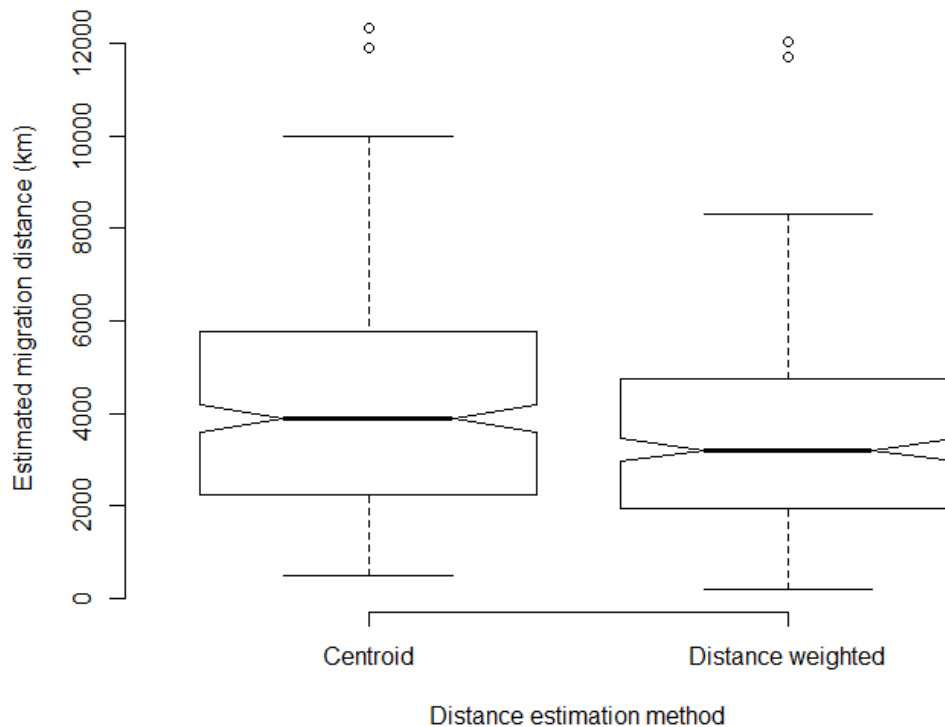 Estimated migration distance (km)
12000
10000
8000
6000
4000
2000
0
Centroid
Distance weighted
Distance estimation method